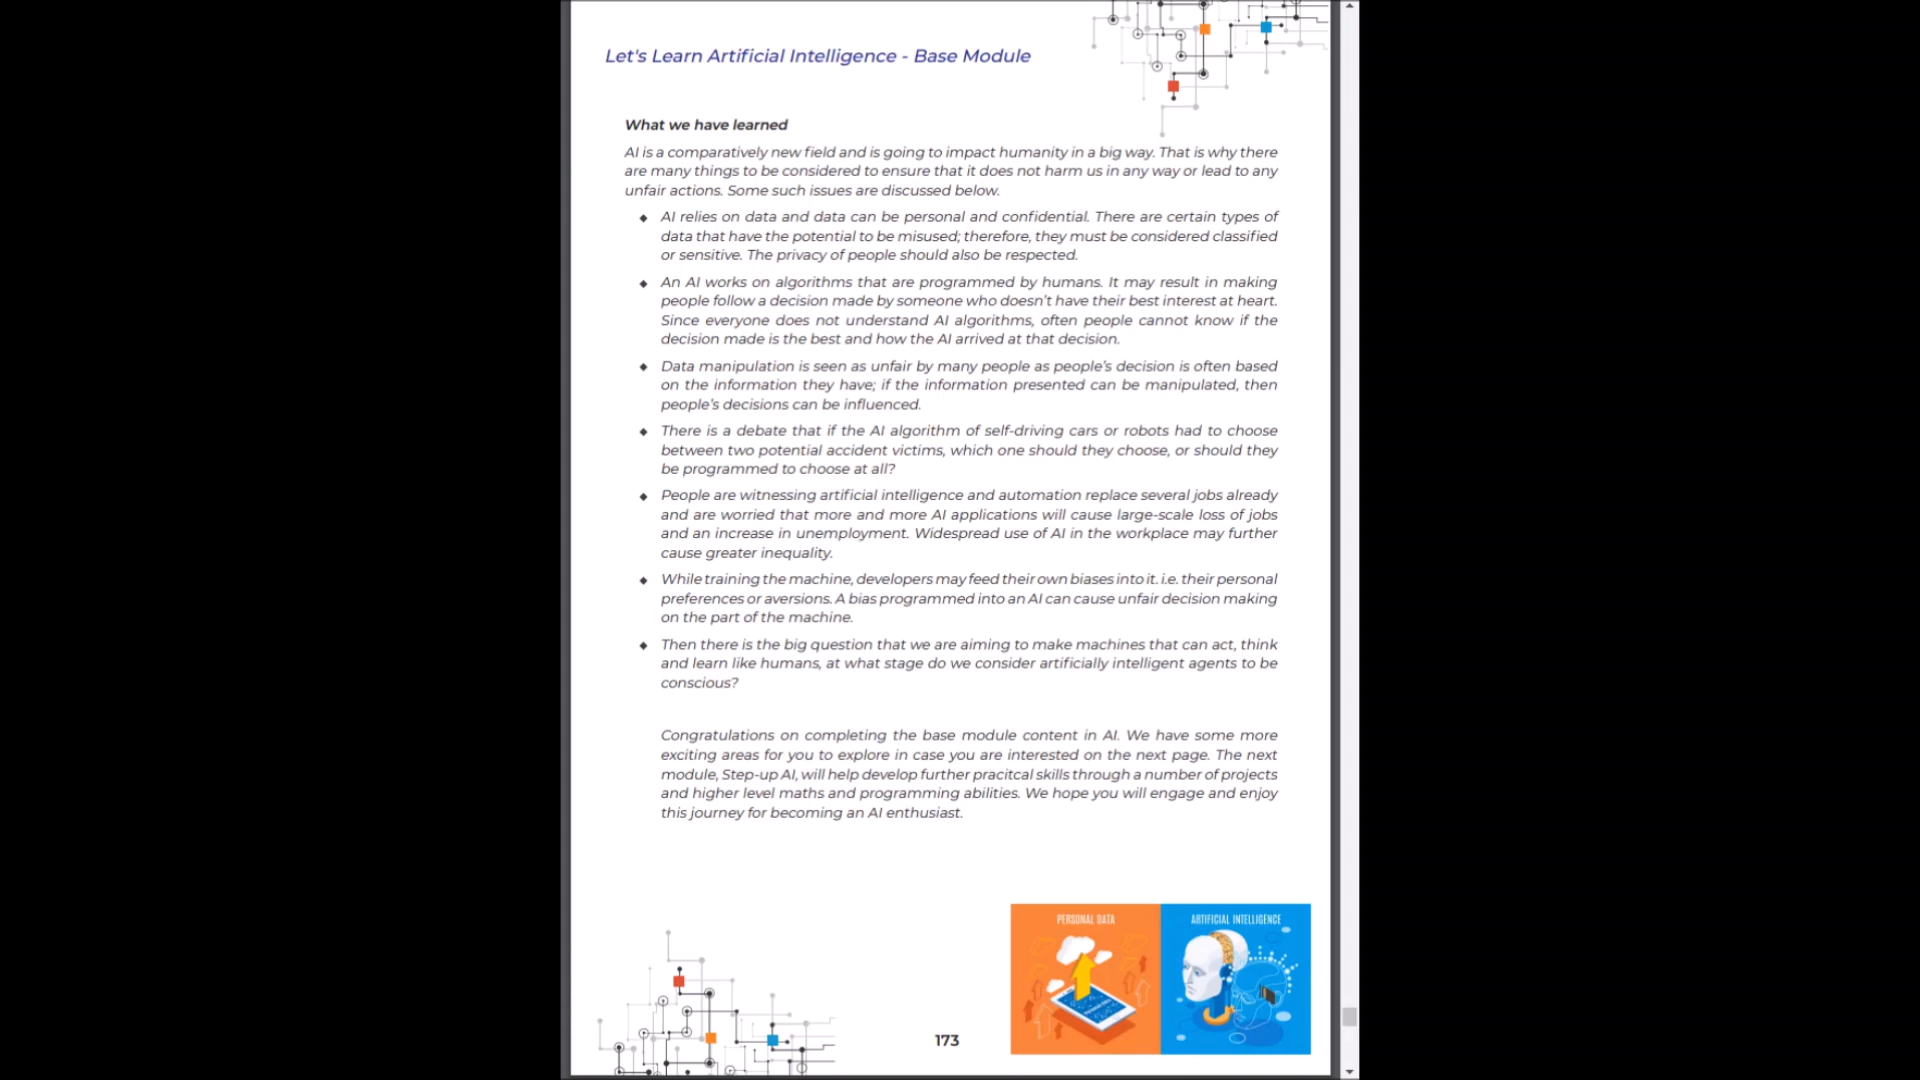 Let's Learn Artificial Intelligence - Base Module
What we have learned
AI is a comparatively new field and is going to impact humanity in a big way. That is why there
are many things to be considered to ensure that it does not harm us in any way or lead to any
unfair actions. Some such issues are discussed below.
◆ AI relies on data and data can be personal and confidential. There are certain types of
data that have the potential to be misused; therefore, they must be considered classified
or sensitive. The privacy of people should also be respected.
◆ An AI works on algorithms that are programmed by humans. It may result in making
people follow a decision made by someone who doesn't have their best interest at heart.
Since everyone does not understand AI algorithms, often people cannot know if the
decision made is the best and how the AI arrived at that decision.
◆ Data manipulation is seen as unfair by many people as people's decision is often based
on the information they have; if the information presented can be manipulated, then
people's decisions can be influenced.
◆ There is a debate that if the AI algorithm of self-driving cars or robots had to choose
between two potential accident victims, which one should they choose, or should they
be programmed to choose at all?
◆ People are witnessing artificial intelligence and automation replace several jobs already
and are worried that more and more AI applications will cause large-scale loss of jobs
and an increase in unemployment. Widespread use of AI in the workplace may further
cause greater inequality.
◆ While training the machine, developers may feed their own biases into it. i.e. their personal
preferences or aversions. A bias programmed into an AI can cause unfair decision making
on the part of the machine.
◆ Then there is the big question that we are aiming to make machines that can act, think
and learn like humans, at what stage do we consider artificially intelligent agents to be
conscious?
Congratulations on completing the base module content in AI. We have some more
exciting areas for you to explore in case you are interested on the next page. The next
module, Step-up AI, will help develop further pracitcal skills through a number of projects
and higher level maths and programming abilities. We hope you will engage and enjoy
this journey for becoming an AI enthusiast.
PERSONAL DATA
ARTIFICIAL INTELLIGENCE
173